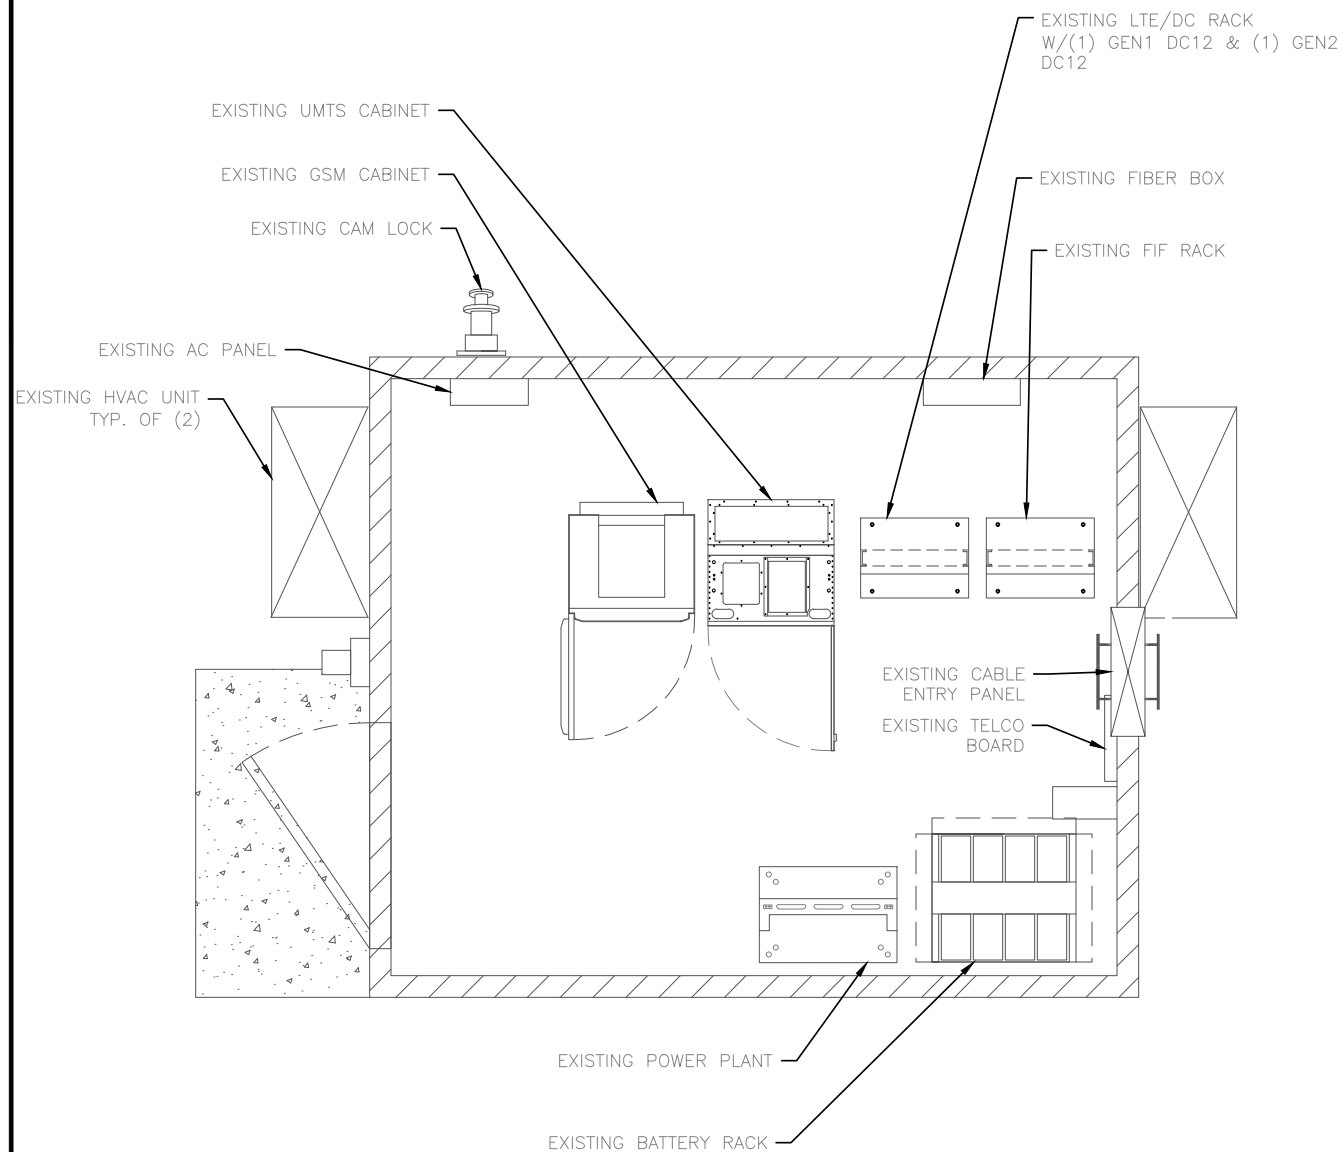 EXISTING LTE/DC RACK
W/(1) GEN1 DC12 & (1) GEN2
DC12
EXISTING UMTS CABINET
EXISTING GSM CABINET
EXISTING FIBER BOX
EXISTING CAM LOCK
EXISTING FIF RACK
EXISTING AC PANEL
EXISTING HVAC UNIT
TYP. OF (2)
EXISTING CABLE
ENTRY PANEL
EXISTING TELCO
BOARD
EXISTING POWER PLANT
EXISTING BATTERY RACK